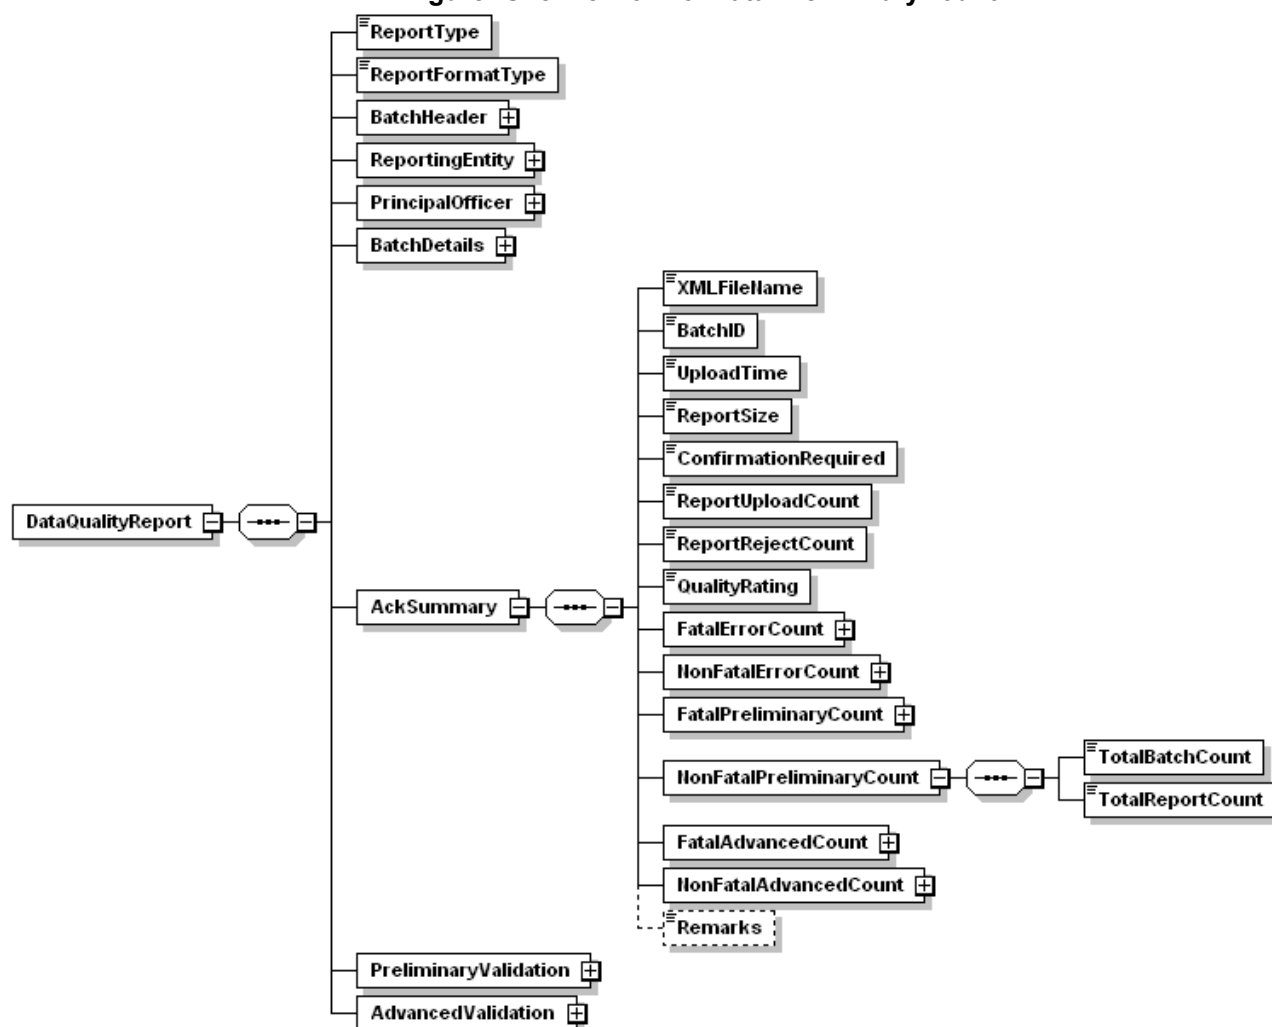 ReportType
ReportFormatType
BatchHeader
ReportingEntity
PrincipalOfficer
BatchDetails
XMLFileName
BatchID
UploadTime
ReportSize
ConfirmationRequired
ReportUploadCount
DataQualityReport
ReportRejectCount
QualityRating
AckSummary
FatalErrorCount
NonFatalErrorCount
FatalPreliminaryCount
TotalBatchCount
NonFatalPreliminaryCount
TotalReportCount
FatalAdvancedCount
NonFatalAdvancedCount
Remarks
PreliminaryValidation
AdvancedValidation